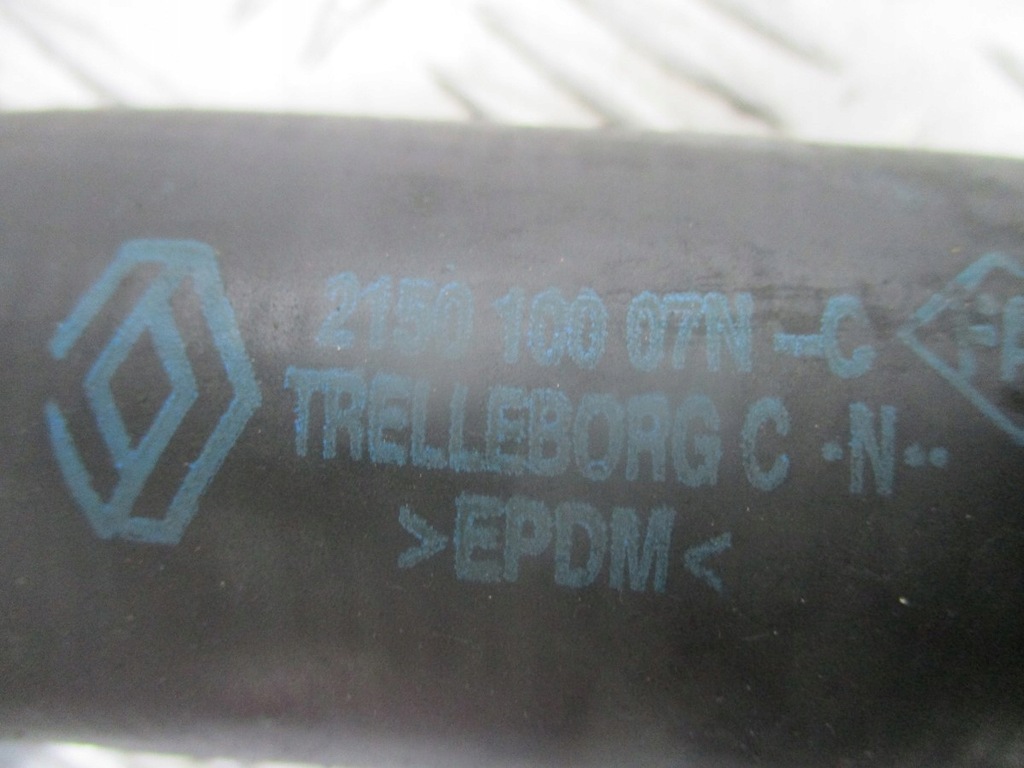 2150 100 07N -C
TRELLEBORG C ·N··
>EPDM<